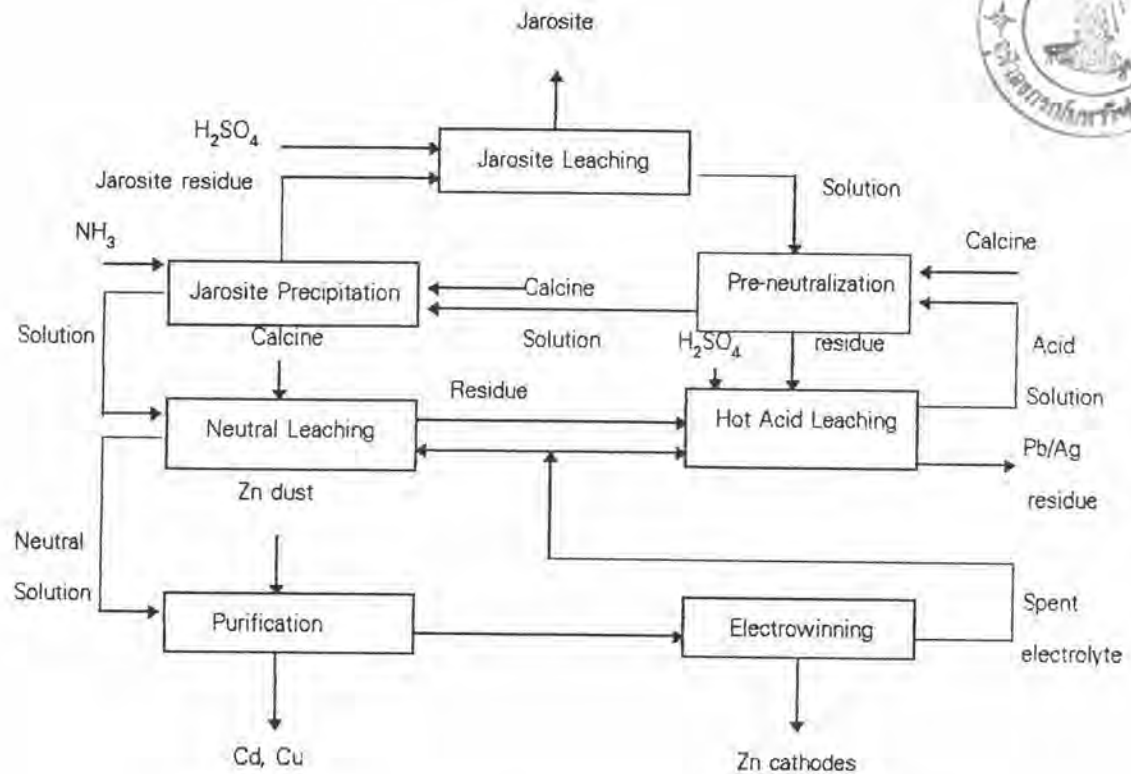 Jarosite
H₂SO₄
Jarosite Leaching
Jarosite residue
Solution
NH₃
Calcine
Jarosite Precipitation
Calcine
Pre-neutralization
Solution
Calcine
Solution
H₂SO₄
residue
Acid
Residue
Solution
Neutral Leaching
Hot Acid Leaching
Pb/Ag
Zn dust
residue
Neutral
Solution
Purification
Electrowinning
Spent
electrolyte
Cd, Cu
Zn cathodes